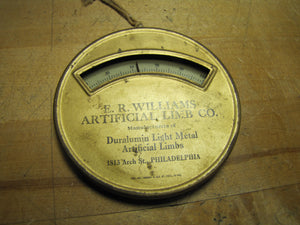 E. R. WILLIAMS
ARTIFICIAL LIMB CO.
Manufacturers of
Duralumin Light Metal
Artificial Limbs
1813 Arch St., PHILADELPHIA